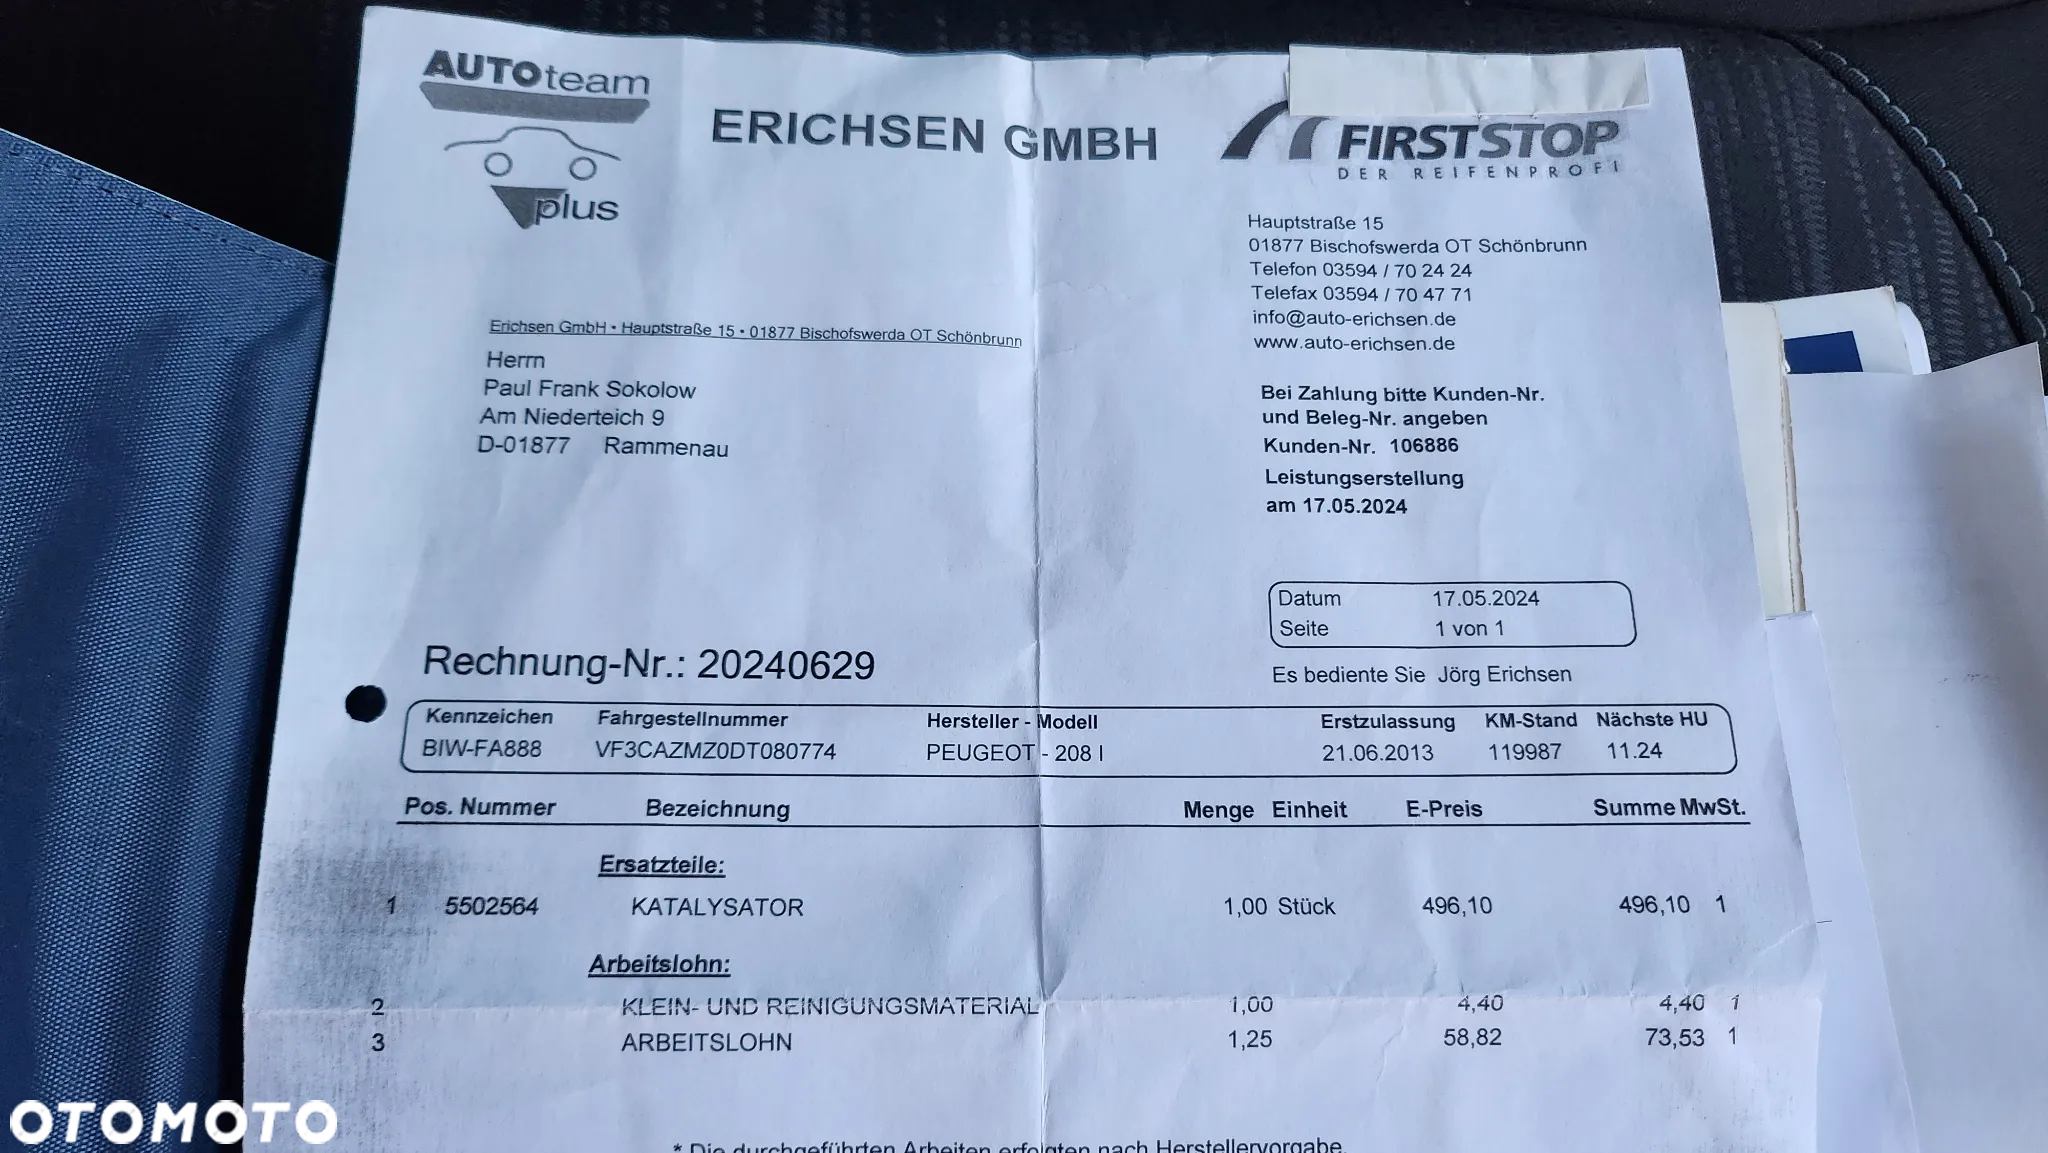 AUTOteam
plus
ERICHSEN GMBH
FIRSTSTOP
DER REIFENPROFI
Hauptstraße 15
01877 Bischofswerda OT Schönbrunn
Telefon 03594 / 70 24 24
Telefax 03594 / 70 47 71
info@auto-erichsen.de
www.auto-erichsen.de
Erichsen GmbH • Hauptstraße 15 • 01877 Bischofswerda OT Schönbrunn
Herrn
Paul Frank Sokolow
Am Niederteich 9
D-01877 Rammenau
Bei Zahlung bitte Kunden-Nr.
und Beleg-Nr. angeben
Kunden-Nr. 106886
Leistungserstellung
am 17.05.2024
Datum 17.05.2024
Seite 1 von 1
Rechnung-Nr.: 20240629
Es bediente Sie Jörg Erichsen
Kennzeichen Fahrgestellnummer Hersteller - Modell Erstzulassung KM-Stand Nächste HU
BIW-FA888 VF3CAZMZ0DT080774 PEUGEOT - 208 I 21.06.2013 119987 11.24
Pos. Nummer Bezeichnung Menge Einheit E-Preis Summe MwSt.
Ersatzteile:
1 5502564 KATALYSATOR 1,00 Stück 496,10 496,10 1
Arbeitslohn:
2 KLEIN- UND REINIGUNGSMATERIAL 1,00 4,40 4,40 1
3 ARBEITSLOHN 1,25 58,82 73,53 1
* Die durchgeführten Arbeiten erfolgten nach Herstellervorgabe.
OTOMOTO